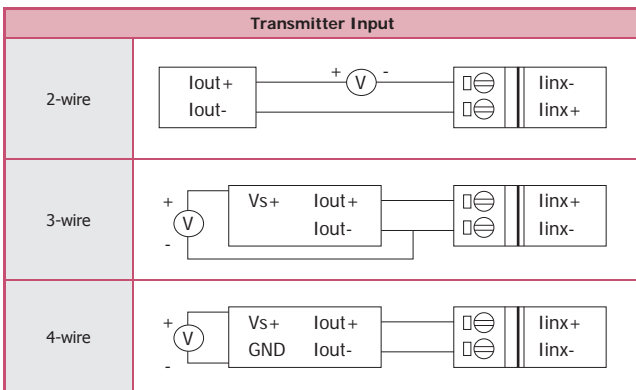 Transmitter Input
2-wire
Iout+
Iout-
+ V -
Iinx-
Iinx+
3-wire
+
V
-
Vs+ Iout+
Iout-
Iinx+
Iinx-
4-wire
+
V
-
Vs+ Iout+
GND Iout-
Iinx+
Iinx-